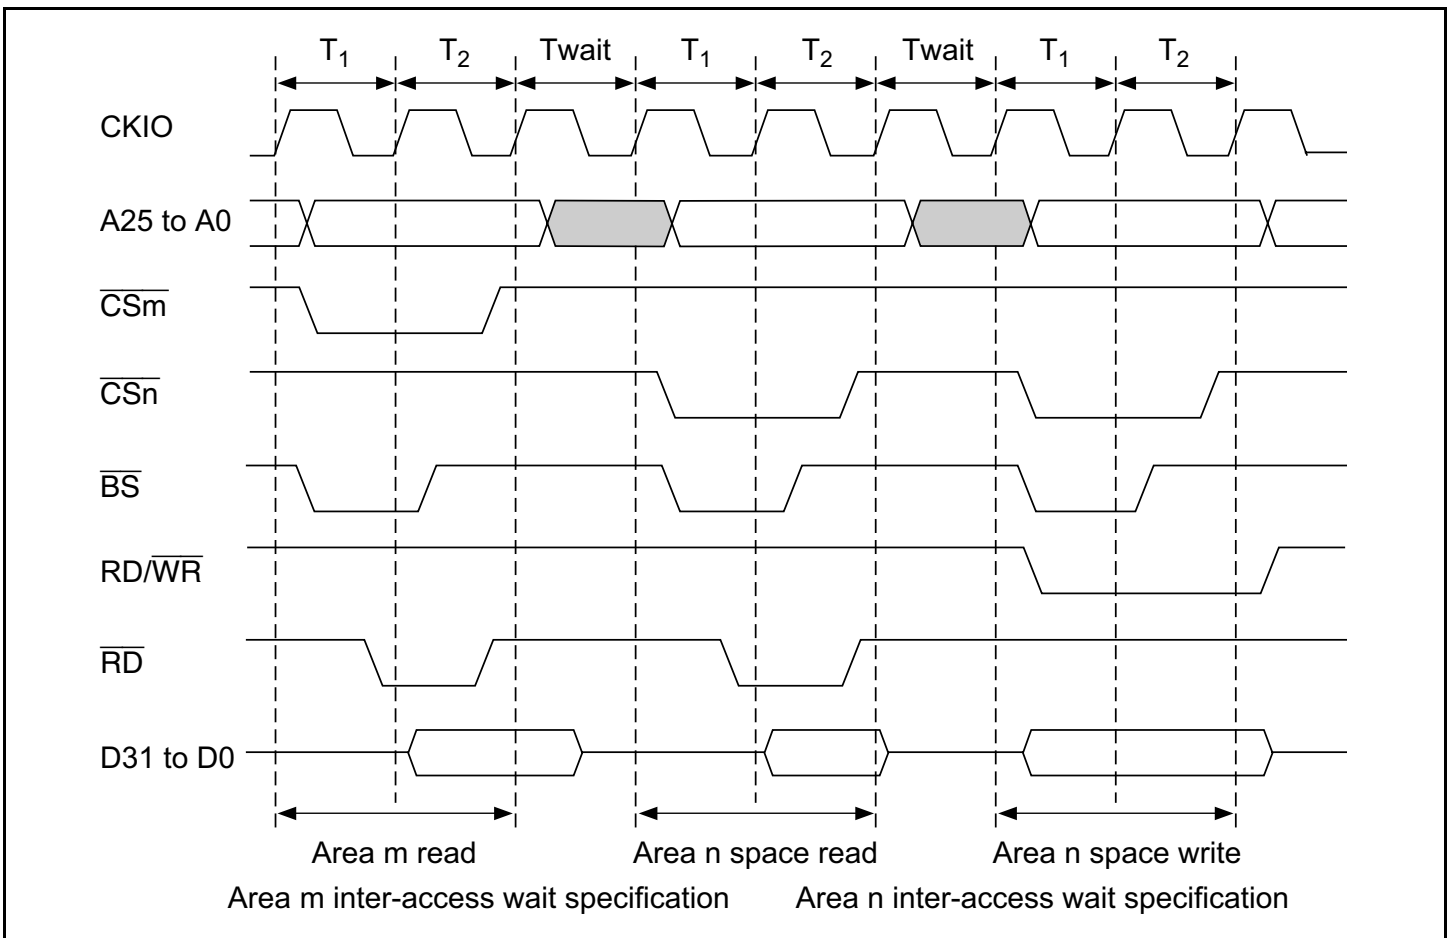 T1 T2 Twait T1 T2 Twait T1 T2
CKIO
A25 to A0
CSm
CSn
BS
RD/WR
RD
D31 to D0
Area m read Area n space read Area n space write
Area m inter-access wait specification Area n inter-access wait specification